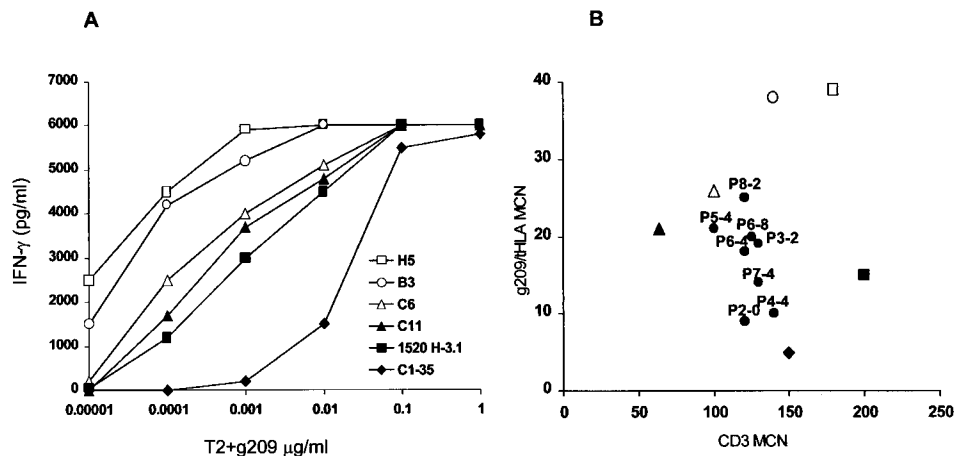 A
B
7000
6000
5000
4000
3000
2000
1000
0
IFN-γ (pg/ml)
0.00001 0.0001 0.001 0.01 0.1 1
T2+g209 μg/ml
H5
B3
C6
C11
1520 H-3.1
C1-35
40
30
20
10
0
g209/tHLA MCN
P8-2
P5-4 P6-8
P6-4 P3-2
P7-4
P2-0 P4-4
0 50 100 150 200 250
CD3 MCN